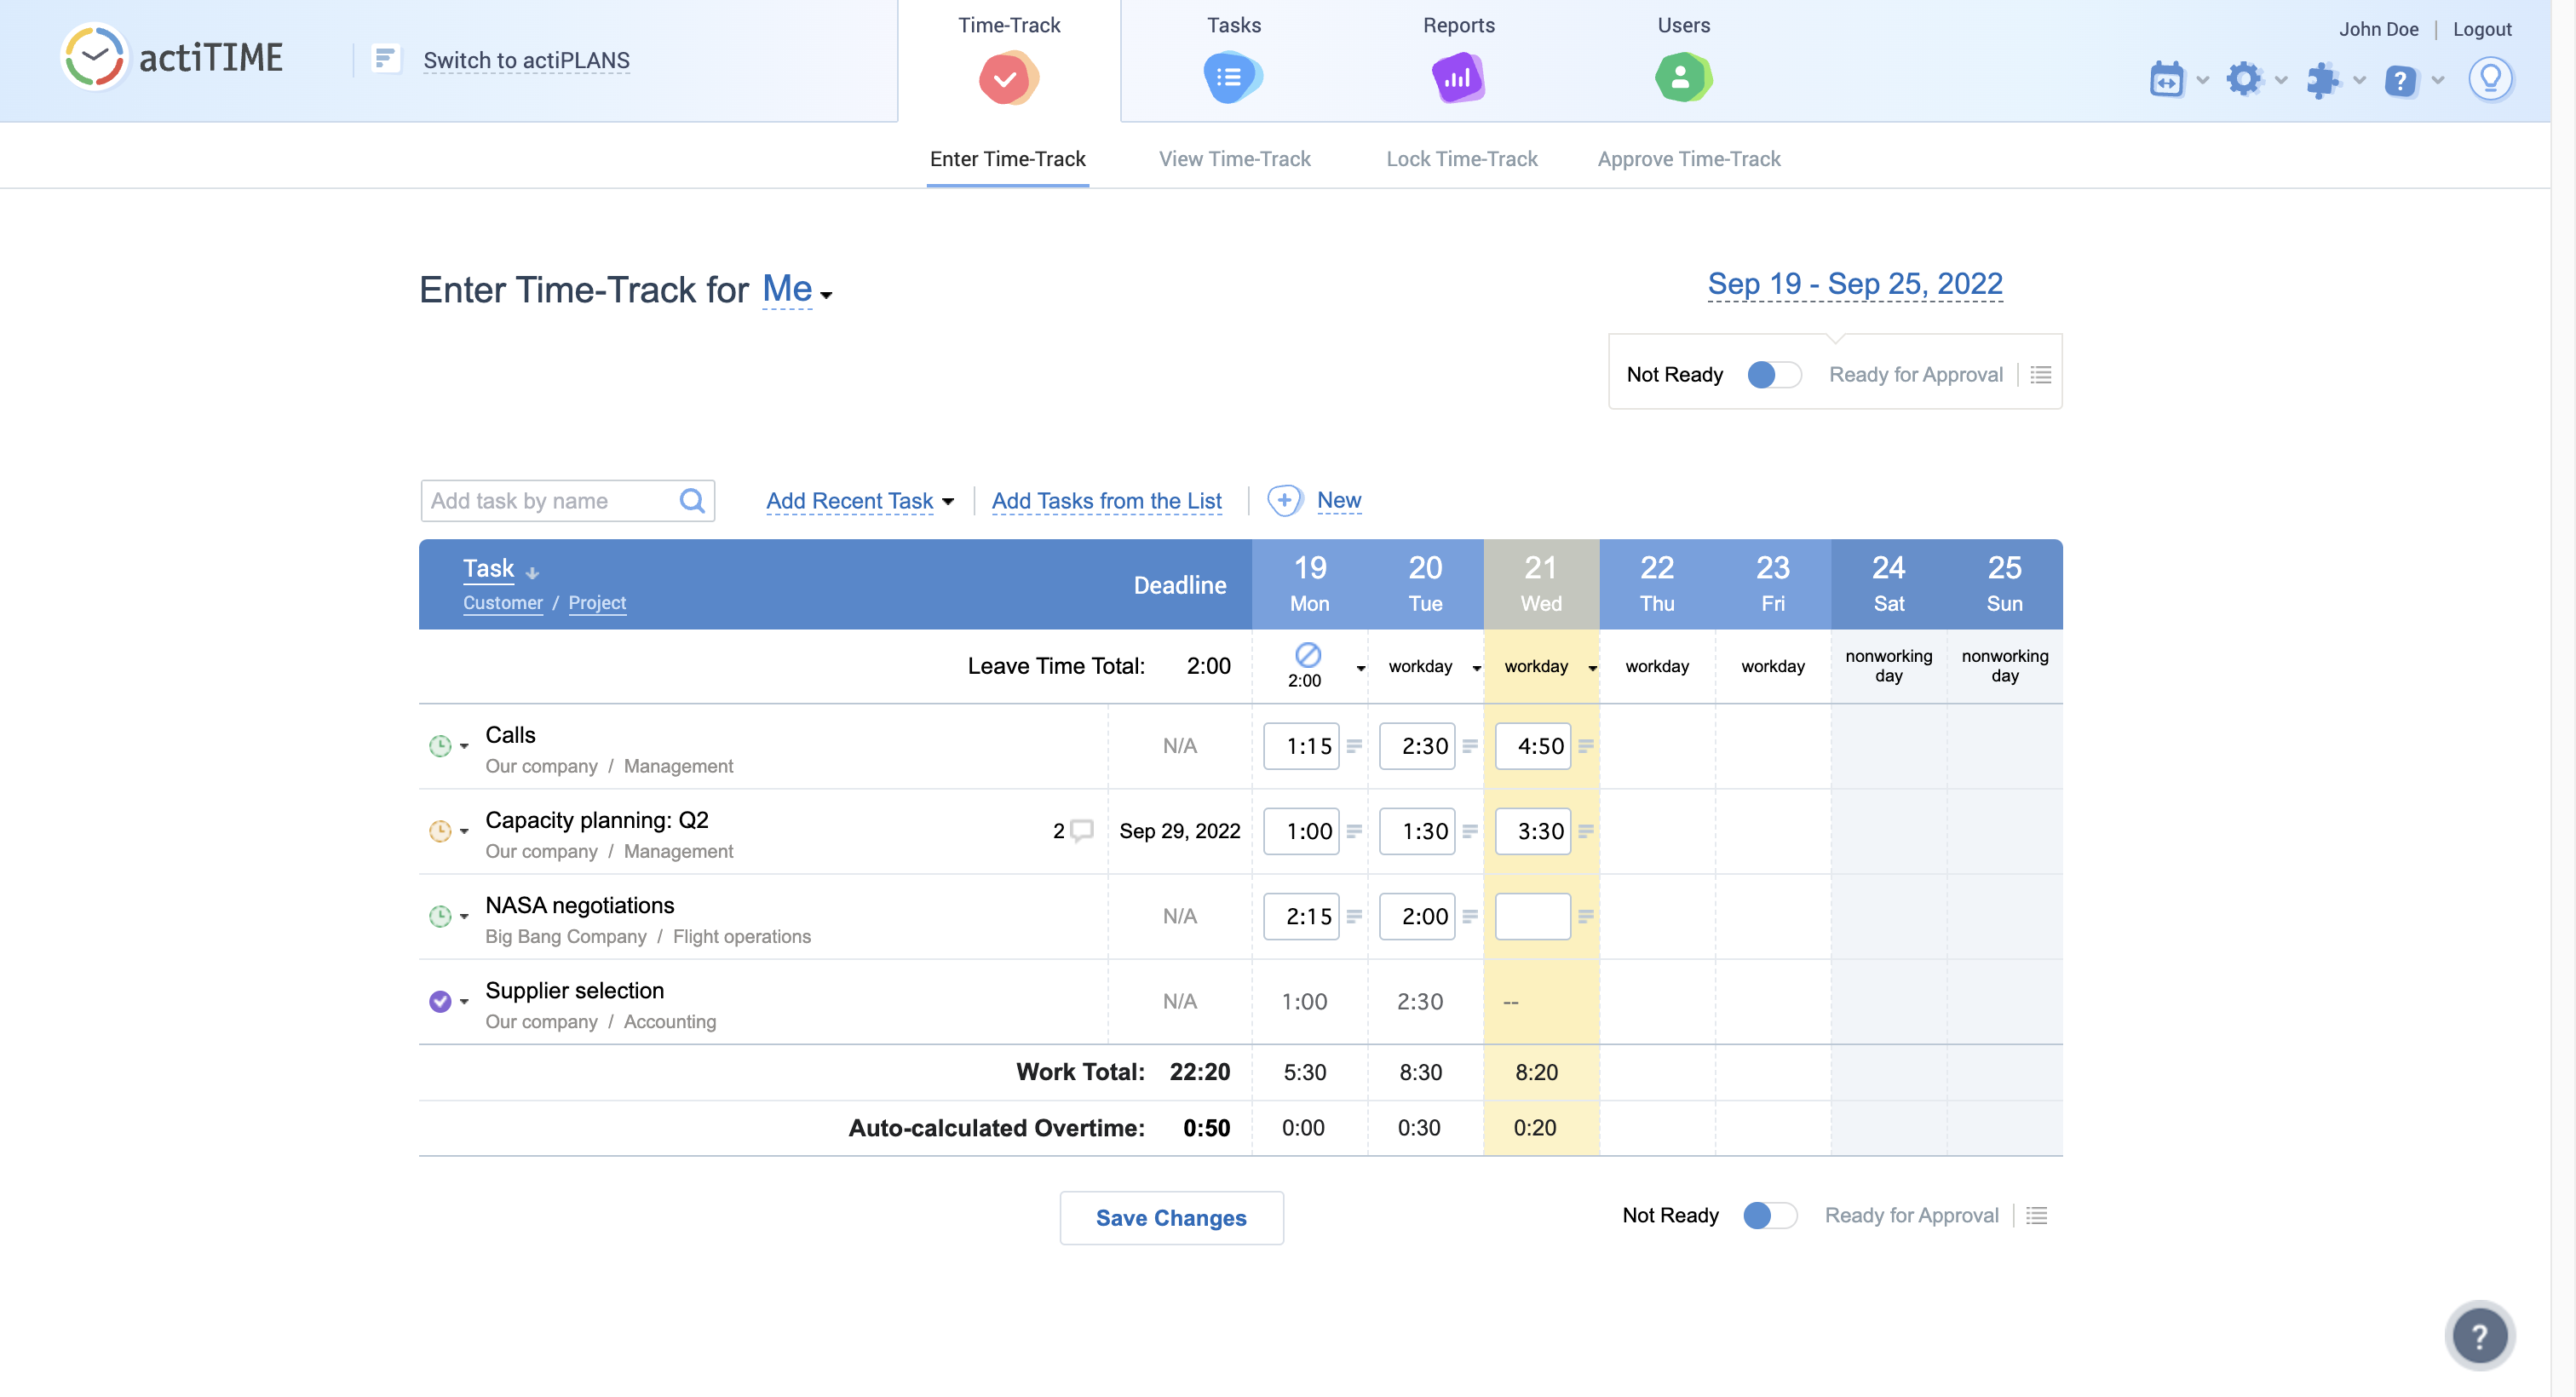 actiTIME
Switch to actiPLANS
Time-Track
Tasks
Reports
Users
John Doe
Logout
Enter Time-Track
View Time-Track
Lock Time-Track
Approve Time-Track
Enter Time-Track for Me
Sep 19 - Sep 25, 2022
Not Ready
Ready for Approval
Add task by name
Add Recent Task
Add Tasks from the List
New
Task
Customer / Project
Deadline
19 Mon
20 Tue
21 Wed
22 Thu
23 Fri
24 Sat
25 Sun
Leave Time Total: 2:00
2:00
workday
workday
workday
workday
nonworking day
nonworking day
Calls
Our company / Management
N/A
1:15
2:30
4:50
Capacity planning: Q2
Our company / Management
2
Sep 29, 2022
1:00
1:30
3:30
NASA negotiations
Big Bang Company / Flight operations
N/A
2:15
2:00
Supplier selection
Our company / Accounting
N/A
1:00
2:30
--
Work Total: 22:20
5:30
8:30
8:20
Auto-calculated Overtime: 0:50
0:00
0:30
0:20
Save Changes
Not Ready
Ready for Approval
?